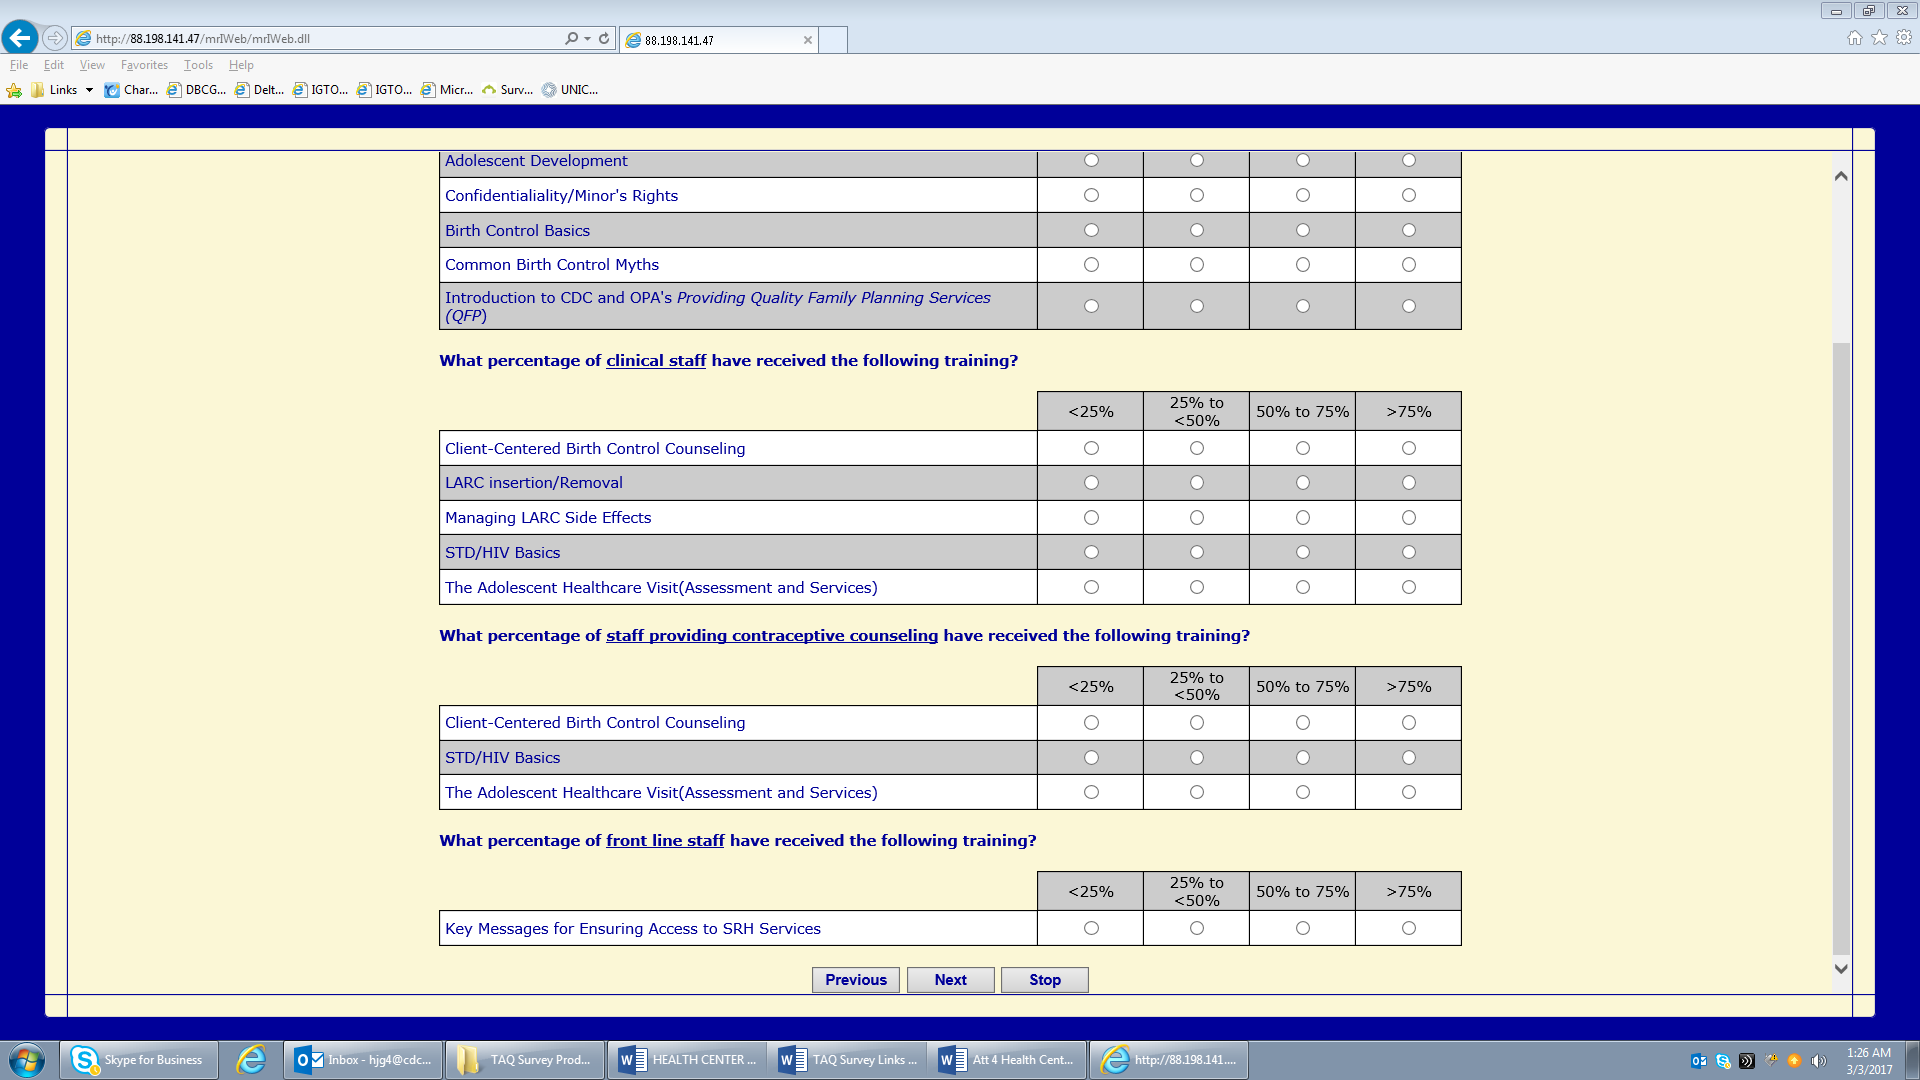 http://88.198.141.47/mrIWeb/mrIWeb.dll
88.198.141.47
File Edit View Favorites Tools Help
Links Char... DBCG... Delt... IGTO... IGTO... Micr... Surv... UNIC...
Adolescent Development
Confidentialiality/Minor's Rights
Birth Control Basics
Common Birth Control Myths
Introduction to CDC and OPA's Providing Quality Family Planning Services
(QFP)
What percentage of clinical staff have received the following training?
<25% 25% to <50% 50% to 75% >75%
Client-Centered Birth Control Counseling
LARC insertion/Removal
Managing LARC Side Effects
STD/HIV Basics
The Adolescent Healthcare Visit(Assessment and Services)
What percentage of staff providing contraceptive counseling have received the following training?
<25% 25% to <50% 50% to 75% >75%
Client-Centered Birth Control Counseling
STD/HIV Basics
The Adolescent Healthcare Visit(Assessment and Services)
What percentage of front line staff have received the following training?
<25% 25% to <50% 50% to 75% >75%
Key Messages for Ensuring Access to SRH Services
Previous Next Stop
Skype for Business Inbox - hjg4@cdc... TAQ Survey Prod... HEALTH CENTER ... TAQ Survey Links ... Att 4 Health Cent... http://88.198.141....
1:26 AM
3/3/2017